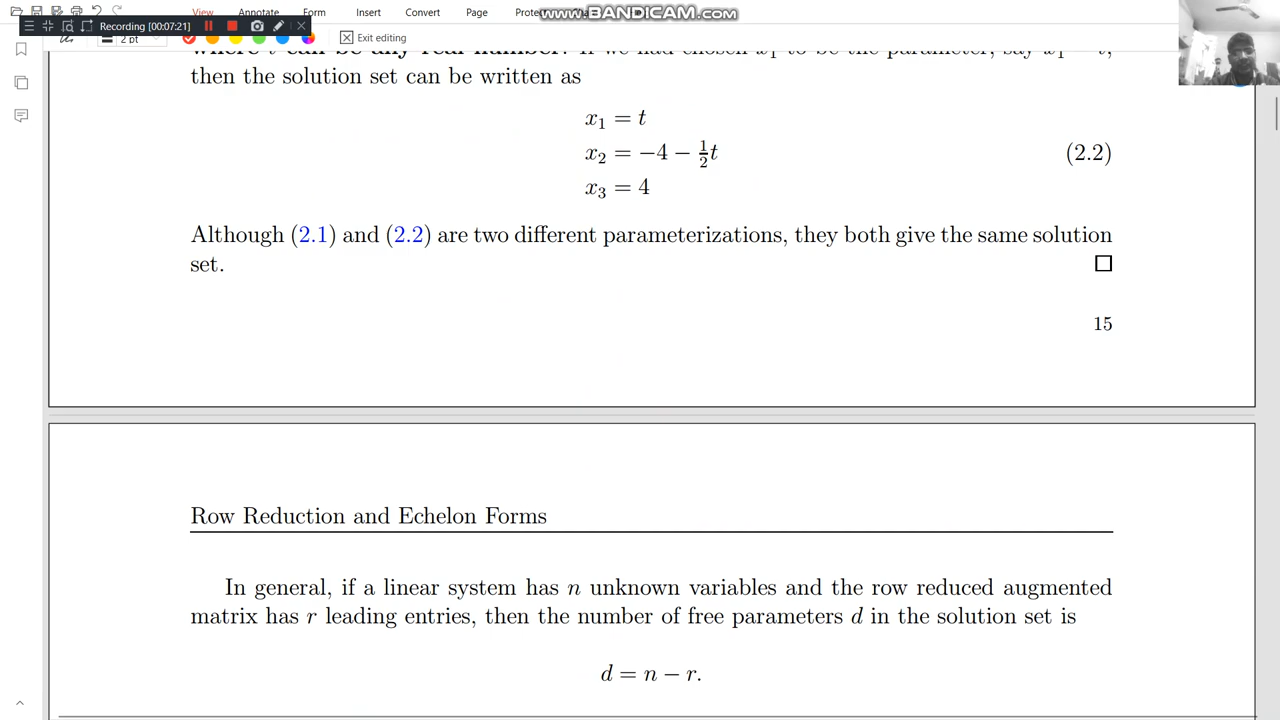 View Insert Convert Page
www.BANDICAM.com
Recording [00:07:21]
2 pt Exit editing
then the solution set can be written as
x₁ = t
x₂ = −4 − ½t (2.2)
x₃ = 4
Although (2.1) and (2.2) are two different parameterizations, they both give the same solution
set. □
15
Row Reduction and Echelon Forms
In general, if a linear system has n unknown variables and the row reduced augmented
matrix has r leading entries, then the number of free parameters d in the solution set is
d = n − r.